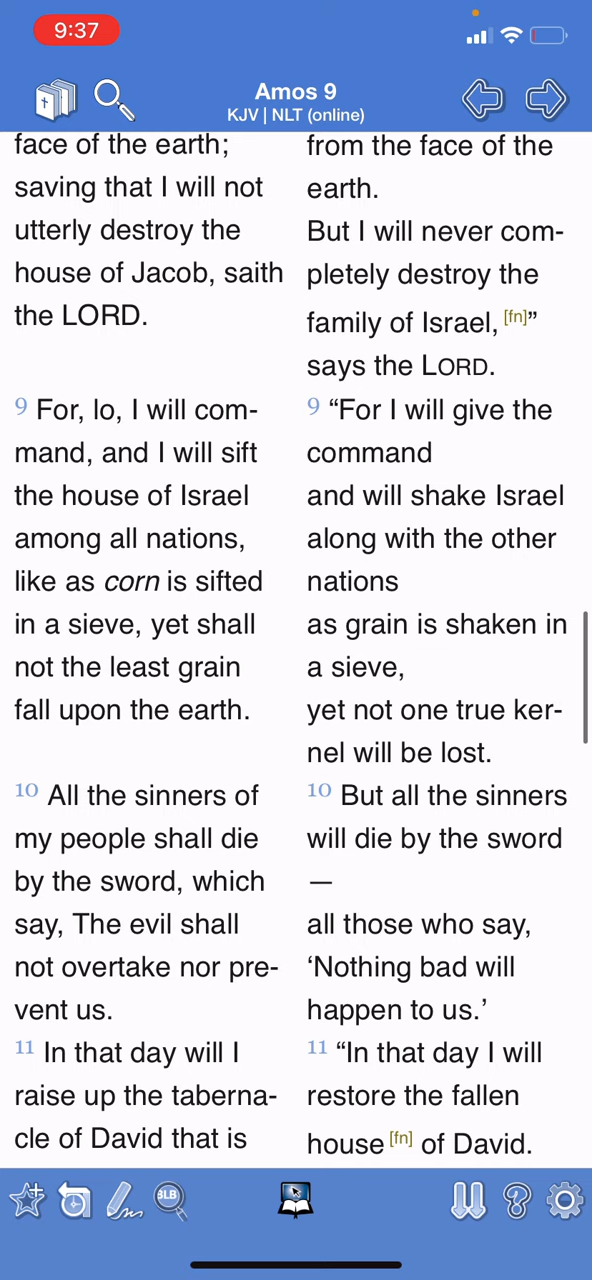 9:37
Amos 9
KJV | NLT (online)
face of the earth;
saving that I will not
utterly destroy the
house of Jacob, saith
the LORD.
9 For, lo, I will com-
mand, and I will sift
the house of Israel
among all nations,
like as corn is sifted
in a sieve, yet shall
not the least grain
fall upon the earth.
10 All the sinners of
my people shall die
by the sword, which
say, The evil shall
not overtake nor pre-
vent us.
11 In that day will I
raise up the taberna-
cle of David that is
from the face of the
earth.
But I will never com-
pletely destroy the
family of Israel, [fn]”
says the LORD.
9 “For I will give the
command
and will shake Israel
along with the other
nations
as grain is shaken in
a sieve,
yet not one true ker-
nel will be lost.
10 But all the sinners
will die by the sword
—
all those who say,
‘Nothing bad will
happen to us.’
11 “In that day I will
restore the fallen
house [fn] of David.
BLB